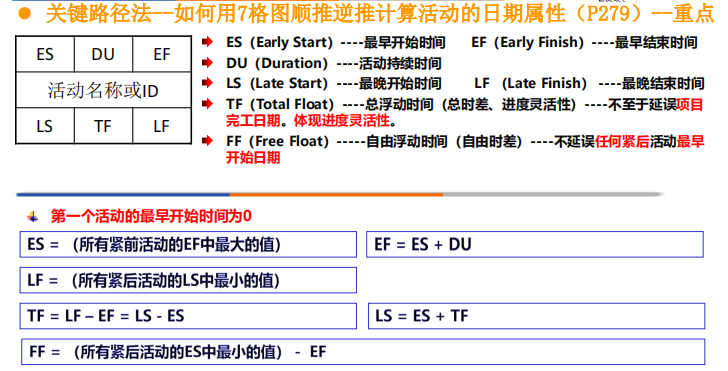 关键路径法--如何用7格图顺推逆推计算活动的日期属性（P279）--重点
ES DU EF
活动名称或ID
LS TF LF
ES（Early Start）----最早开始时间 EF（Early Finish）----最早结束时间
DU（Duration）----活动持续时间
LS（Late Start）----最晚开始时间 LF （Late Finish） ----最晚结束时间
TF（Total Float）----总浮动时间（总时差、进度灵活性）----不至于延误项目
完工日期。体现进度灵活性。
FF（Free Float）-----自由浮动时间（自由时差）----不延误任何紧后活动最早
开始日期
第一个活动的最早开始时间为0
ES = （所有紧前活动的EF中最大的值） EF = ES + DU
LF = （所有紧后活动的LS中最小的值）
TF = LF – EF = LS - ES LS = ES + TF
FF = （所有紧后活动的ES中最小的值） - EF